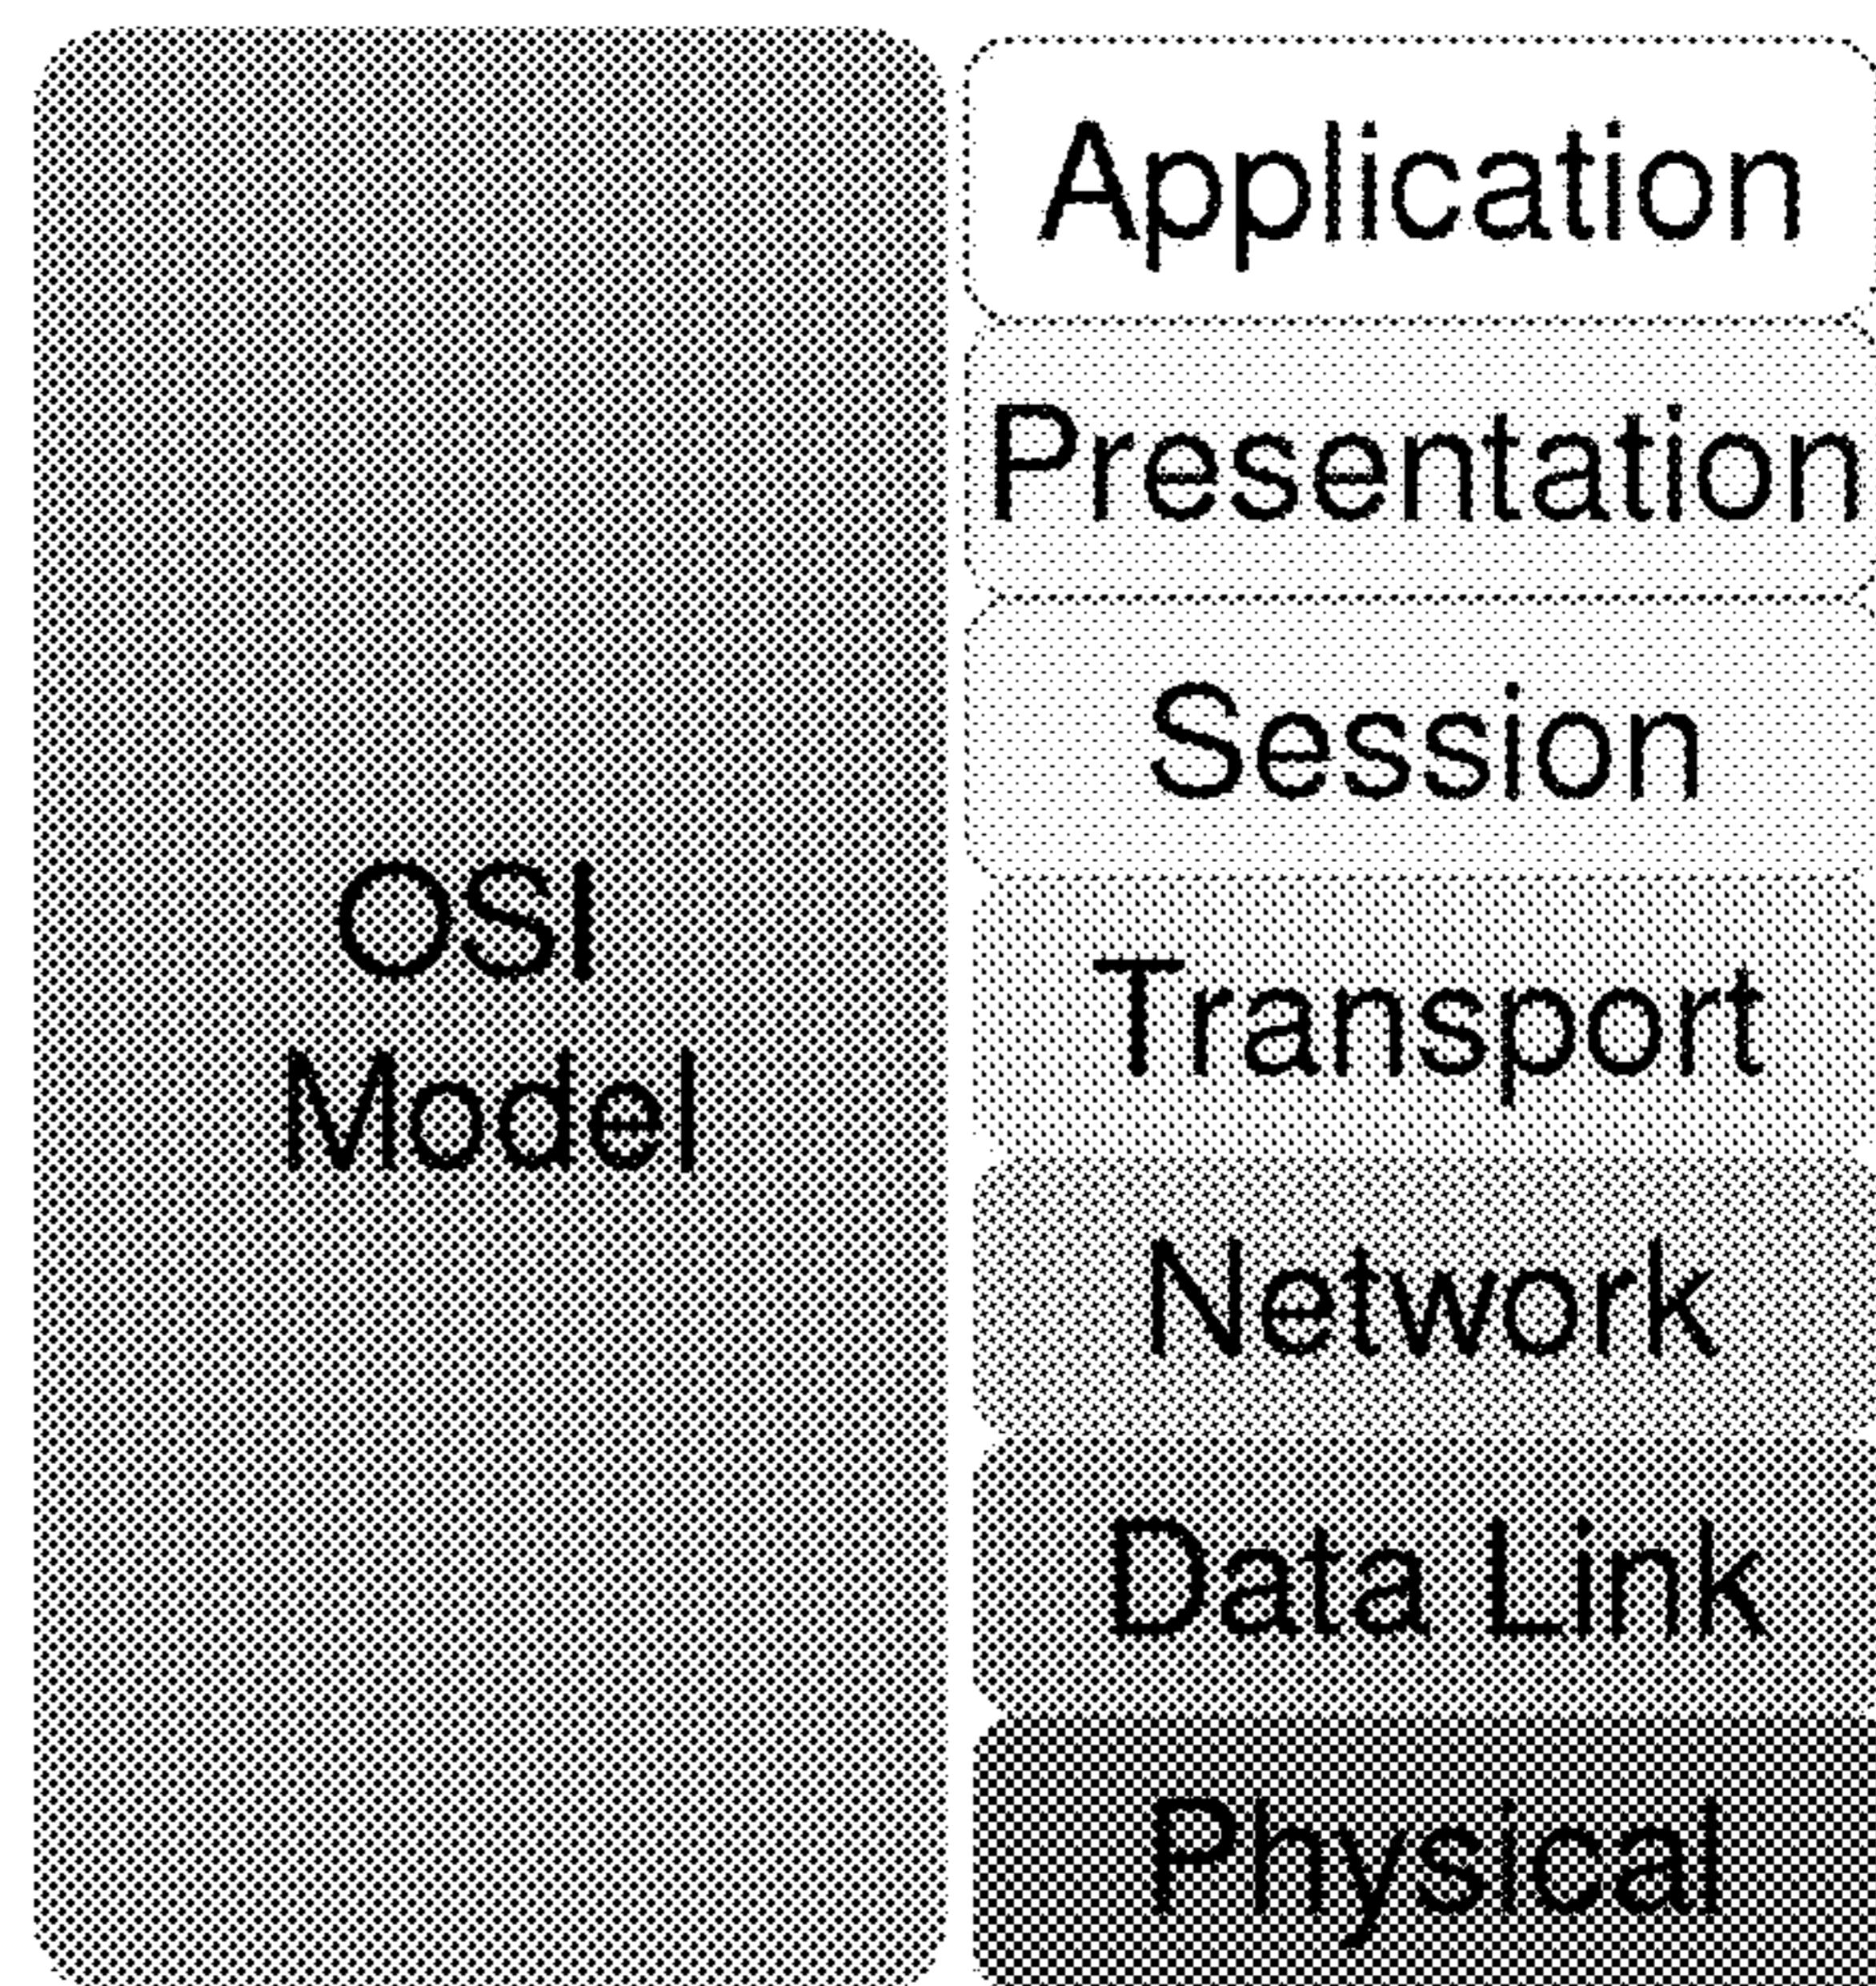 OSI
Model
Application
Presentation
Session
Transport
Network
Data Link
Physical